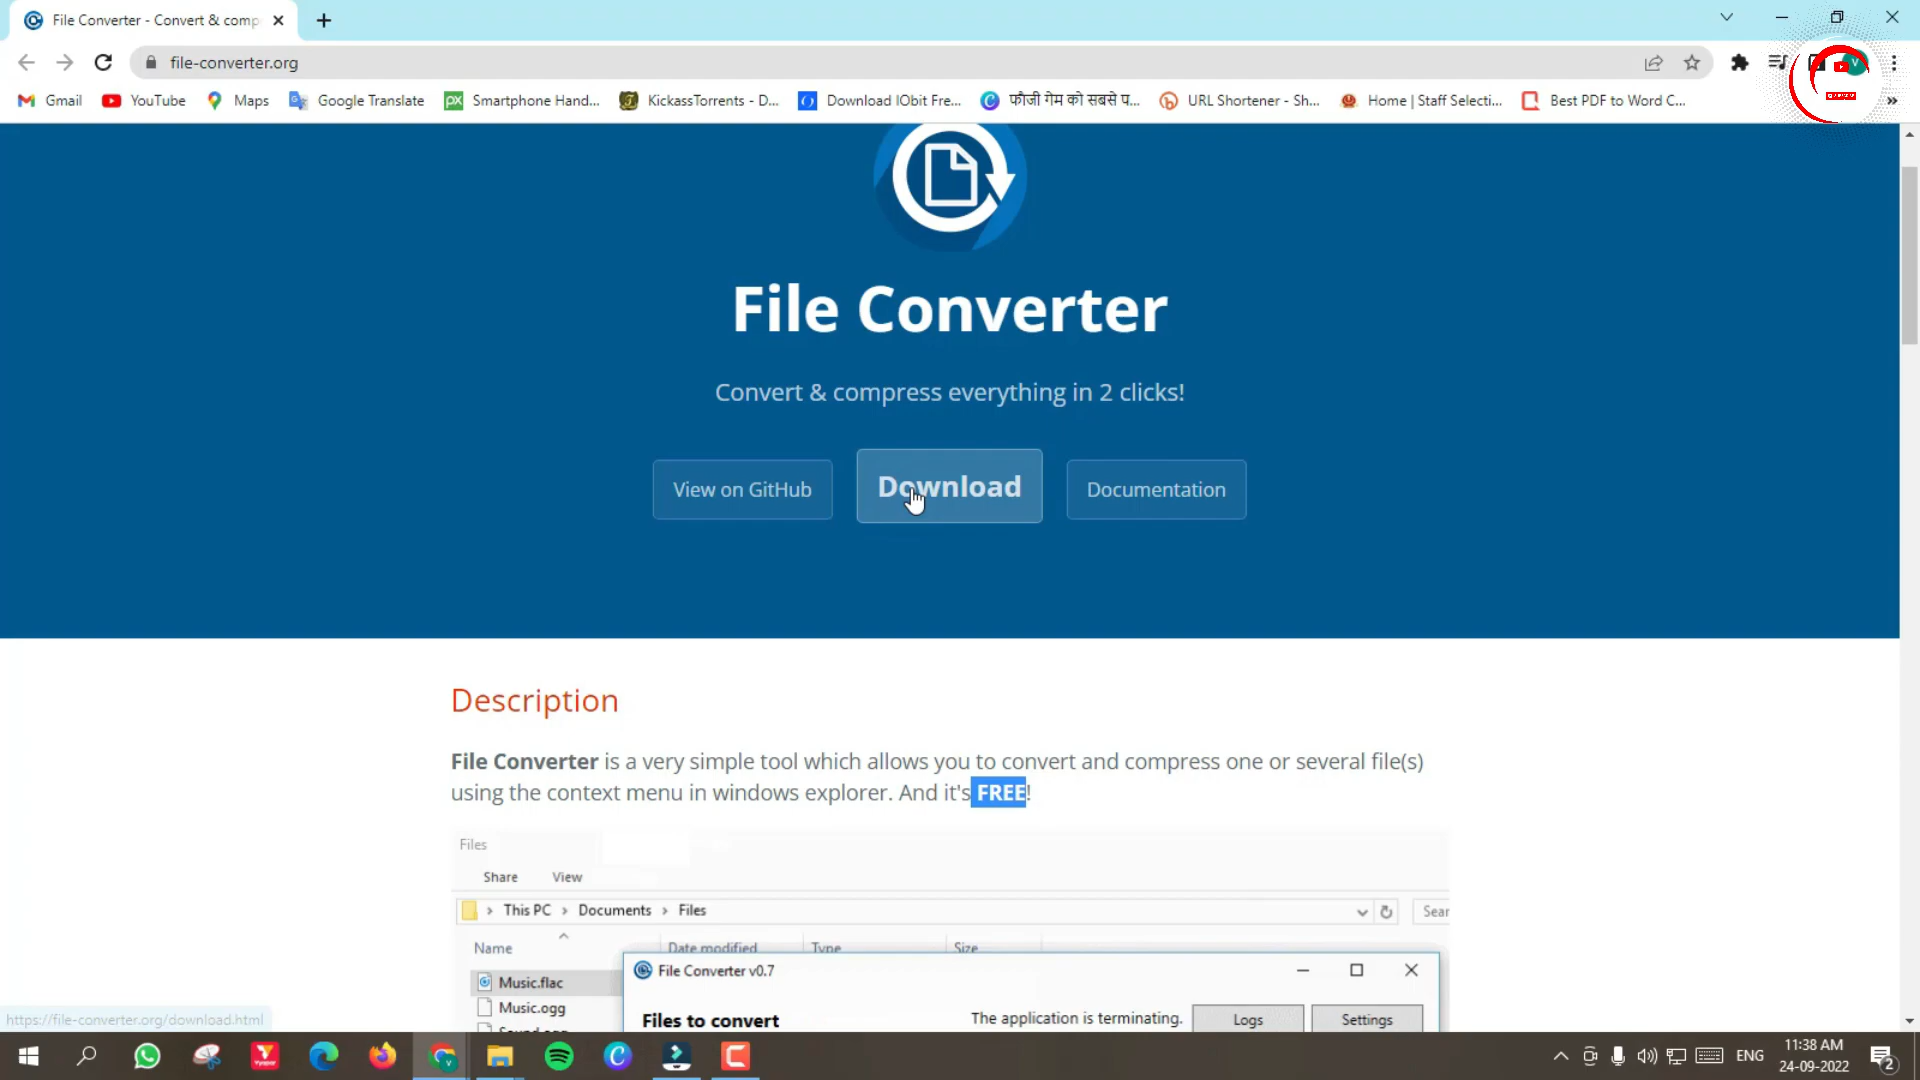 File Converter - Convert & comp
file-converter.org
Gmail
YouTube
Maps
Google Translate
Smartphone Hand...
KickassTorrents - D...
Download IObit Fre...
फौजी गेम को सबसे प...
URL Shortener - Sh...
Home | Staff Selecti...
Best PDF to Word C...
File Converter
Convert & compress everything in 2 clicks!
View on GitHub
Download
Documentation
Description
File Converter is a very simple tool which allows you to convert and compress one or several file(s)
using the context menu in windows explorer. And it's FREE!
Files
Share View
This PC > Documents > Files
Sear
Name Date modified Type Size
Music.flac
File Converter v0.7
Music.ogg
Sound.ogg
Files to convert
The application is terminating.
Logs
Settings
https://file-converter.org/download.html
ENG
11:38 AM
24-09-2022
2